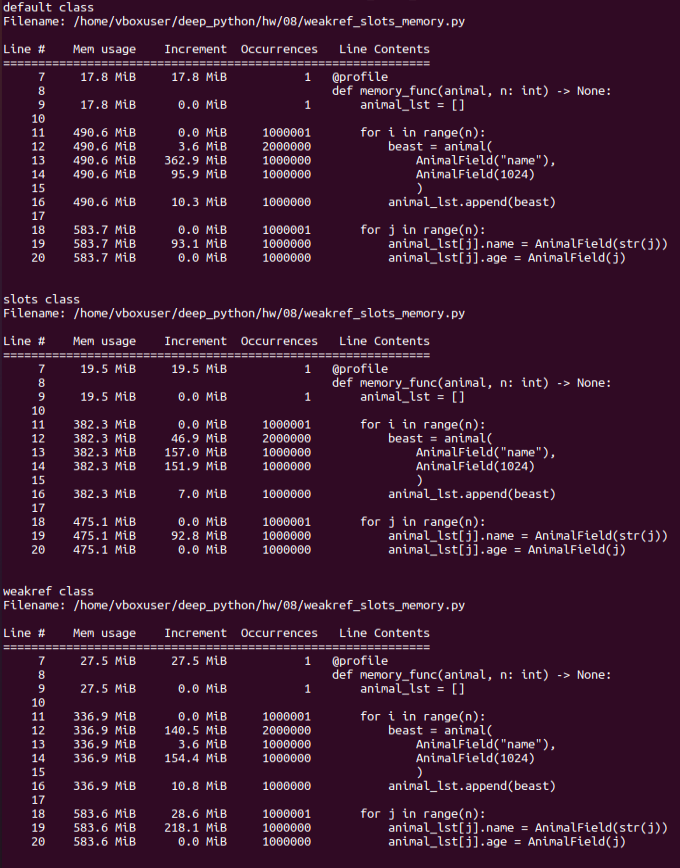 default class
Filename: /home/vboxuser/deep_python/hw/08/weakref_slots_memory.py

Line #    Mem usage    Increment  Occurrences   Line Contents
=============================================================
     7     17.8 MiB     17.8 MiB           1   @profile
     8                                         def memory_func(animal, n: int) -> None:
     9     17.8 MiB      0.0 MiB           1       animal_lst = []
    10
    11    490.6 MiB      0.0 MiB     1000001       for i in range(n):
    12    490.6 MiB      3.6 MiB     2000000           beast = animal(
    13    490.6 MiB    362.9 MiB     1000000               AnimalField("name"),
    14    490.6 MiB     95.9 MiB     1000000               AnimalField(1024)
    15                                                     )
    16    490.6 MiB     10.3 MiB     1000000           animal_lst.append(beast)
    17
    18    583.7 MiB      0.0 MiB     1000001       for j in range(n):
    19    583.7 MiB     93.1 MiB     1000000           animal_lst[j].name = AnimalField(str(j))
    20    583.7 MiB      0.0 MiB     1000000           animal_lst[j].age = AnimalField(j)

slots class
Filename: /home/vboxuser/deep_python/hw/08/weakref_slots_memory.py

Line #    Mem usage    Increment  Occurrences   Line Contents
=============================================================
     7     19.5 MiB     19.5 MiB           1   @profile
     8                                         def memory_func(animal, n: int) -> None:
     9     19.5 MiB      0.0 MiB           1       animal_lst = []
    10
    11    382.3 MiB      0.0 MiB     1000001       for i in range(n):
    12    382.3 MiB     46.9 MiB     2000000           beast = animal(
    13    382.3 MiB    157.0 MiB     1000000               AnimalField("name"),
    14    382.3 MiB    151.9 MiB     1000000               AnimalField(1024)
    15                                                     )
    16    382.3 MiB      7.0 MiB     1000000           animal_lst.append(beast)
    17
    18    475.1 MiB      0.0 MiB     1000001       for j in range(n):
    19    475.1 MiB     92.8 MiB     1000000           animal_lst[j].name = AnimalField(str(j))
    20    475.1 MiB      0.0 MiB     1000000           animal_lst[j].age = AnimalField(j)

weakref class
Filename: /home/vboxuser/deep_python/hw/08/weakref_slots_memory.py

Line #    Mem usage    Increment  Occurrences   Line Contents
=============================================================
     7     27.5 MiB     27.5 MiB           1   @profile
     8                                         def memory_func(animal, n: int) -> None:
     9     27.5 MiB      0.0 MiB           1       animal_lst = []
    10
    11    336.9 MiB      0.0 MiB     1000001       for i in range(n):
    12    336.9 MiB    140.5 MiB     2000000           beast = animal(
    13    336.9 MiB      3.6 MiB     1000000               AnimalField("name"),
    14    336.9 MiB    154.4 MiB     1000000               AnimalField(1024)
    15                                                     )
    16    336.9 MiB     10.8 MiB     1000000           animal_lst.append(beast)
    17
    18    583.6 MiB     28.6 MiB     1000001       for j in range(n):
    19    583.6 MiB    218.1 MiB     1000000           animal_lst[j].name = AnimalField(str(j))
    20    583.6 MiB      0.0 MiB     1000000           animal_lst[j].age = AnimalField(j)